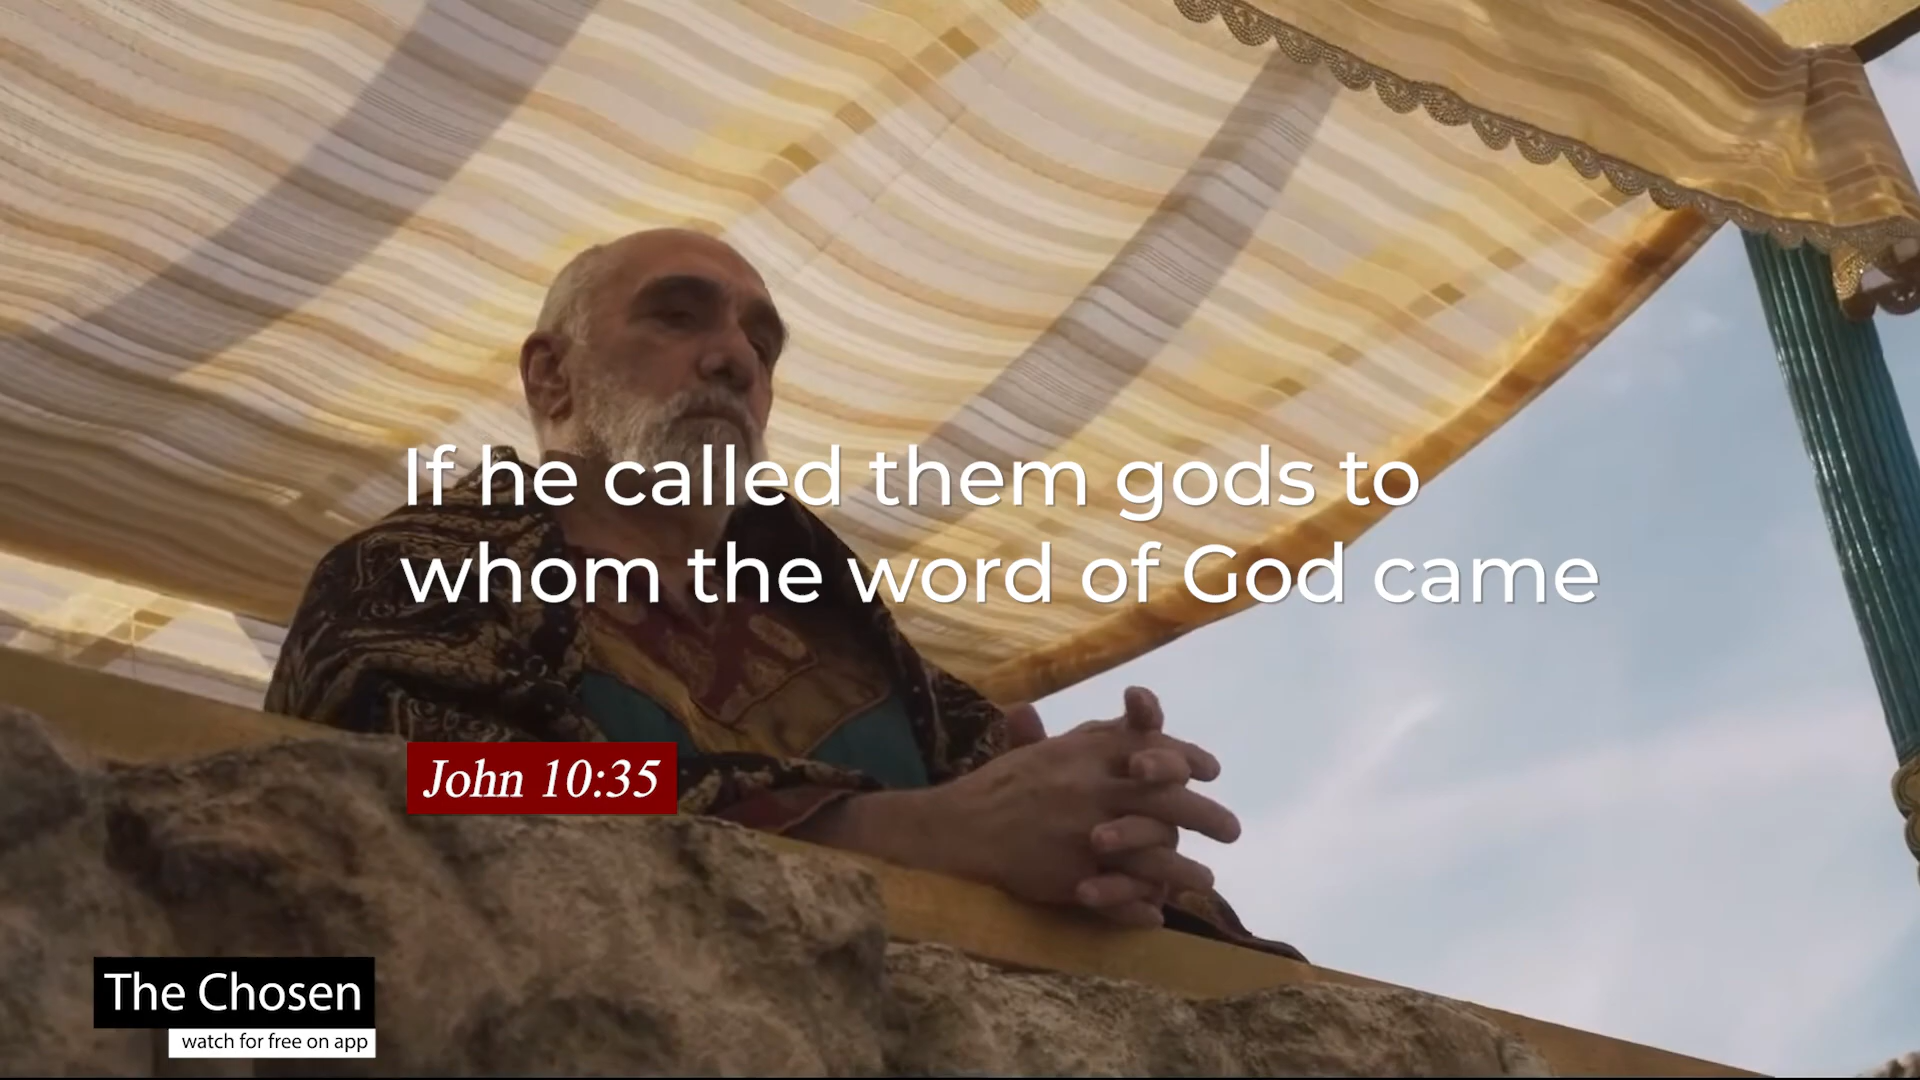 If he called them gods to
whom the word of God came
John 10:35
The Chosen
watch for free on app